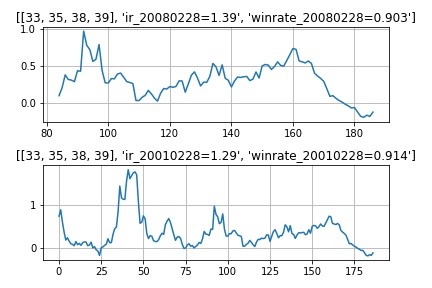 [[33, 35, 38, 39], 'ir_20080228=1.39', 'winrate_20080228=0.903']
1.0
0.5
0.0
80 100 120 140 160 180
[[33, 35, 38, 39], 'ir_20010228=1.29', 'winrate_20010228=0.914']
1
0
0 25 50 75 100 125 150 175